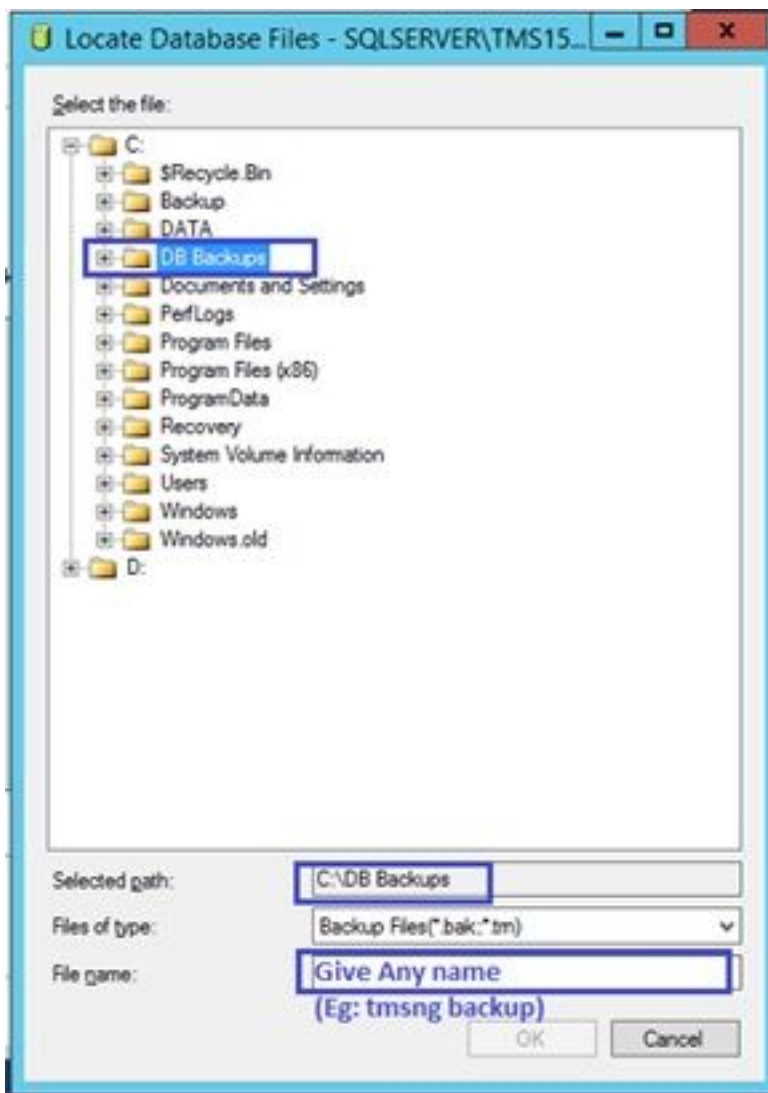 Locate Database Files - SQLSERVER\TMS15...
Select the file:
C:
$Recycle.Bin
Backup
DATA
DB Backups
Documents and Settings
PerfLogs
Program Files
Program Files (x86)
ProgramData
Recovery
System Volume Information
Users
Windows
Windows.old
D:
Selected path: C:\DB Backups
Files of type: Backup Files(*.bak;*.trn)
File name: Give Any name
(Eg: tmsng backup)
OK Cancel